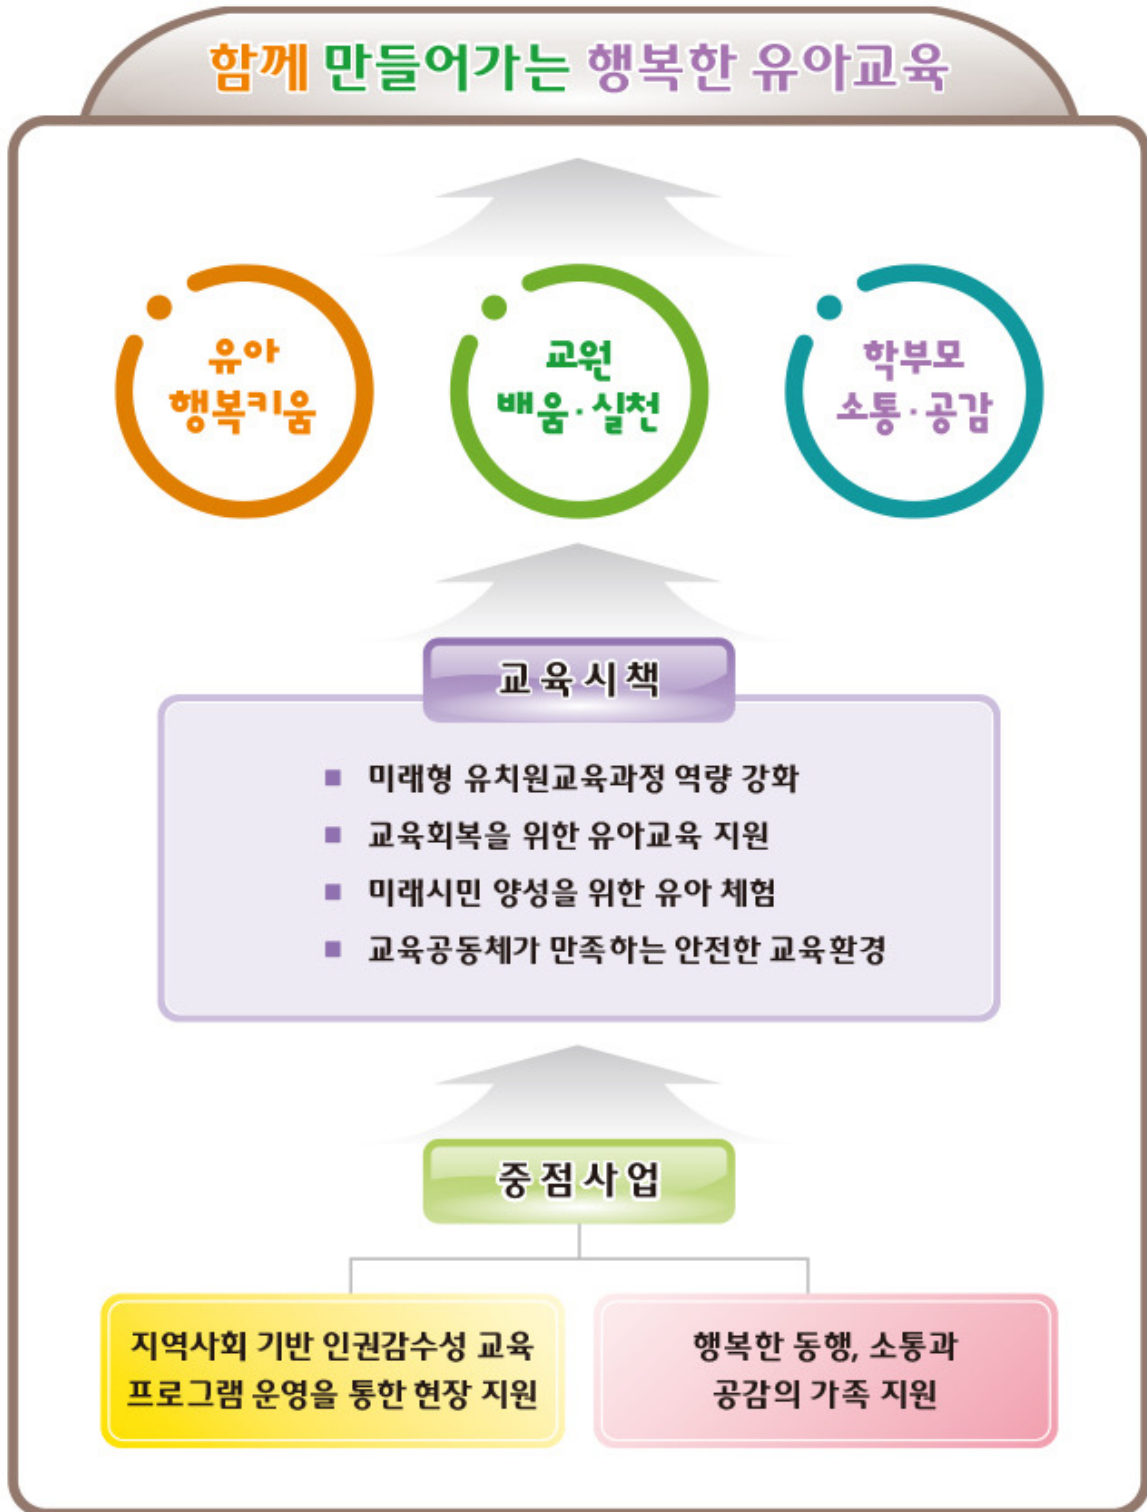 함께 만들어가는 행복한 유아교육
유아
행복키움
교원
배움·실천
학부모
소통·공감
교육시책
■ 미래형 유치원교육과정 역량 강화
■ 교육회복을 위한 유아교육 지원
■ 미래시민 양성을 위한 유아 체험
■ 교육공동체가 만족하는 안전한 교육환경
중점사업
지역사회 기반 인권감수성 교육
프로그램 운영을 통한 현장 지원
행복한 동행, 소통과
공감의 가족 지원